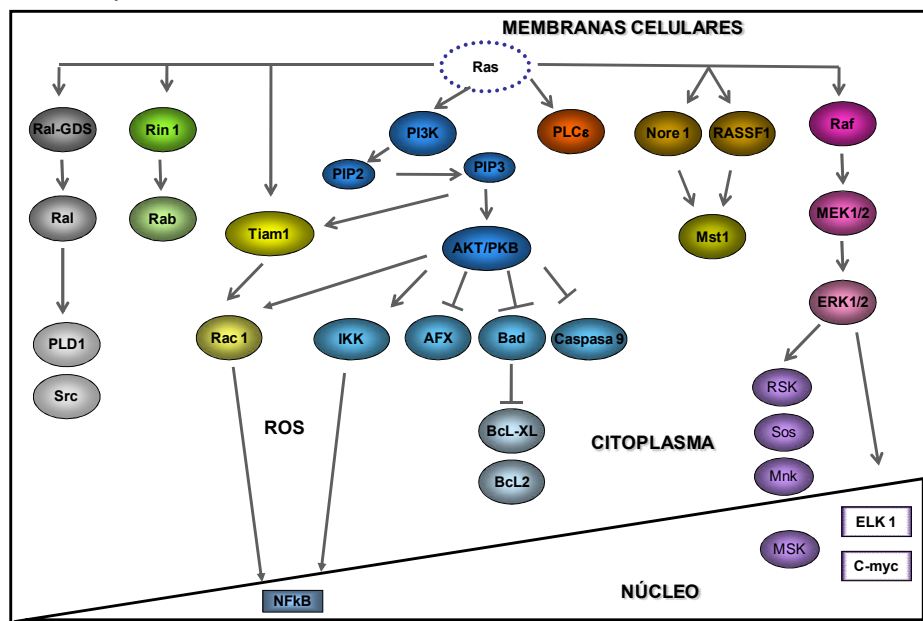 MEMBRANAS CELULARES
Ras
Ral-GDS
Rin 1
PI3K
PLCε
Nore 1
RASSF1
Raf
PIP2
PIP3
Ral
Rab
Tiam1
AKT/PKB
Mst1
MEK1/2
ERK1/2
PLD1
Rac 1
IKK
AFX
Bad
Caspasa 9
Src
RSK
ROS
BcL-XL
CITOPLASMA
Sos
BcL2
Mnk
ELK 1
MSK
C-myc
NFkB
NÚCLEO